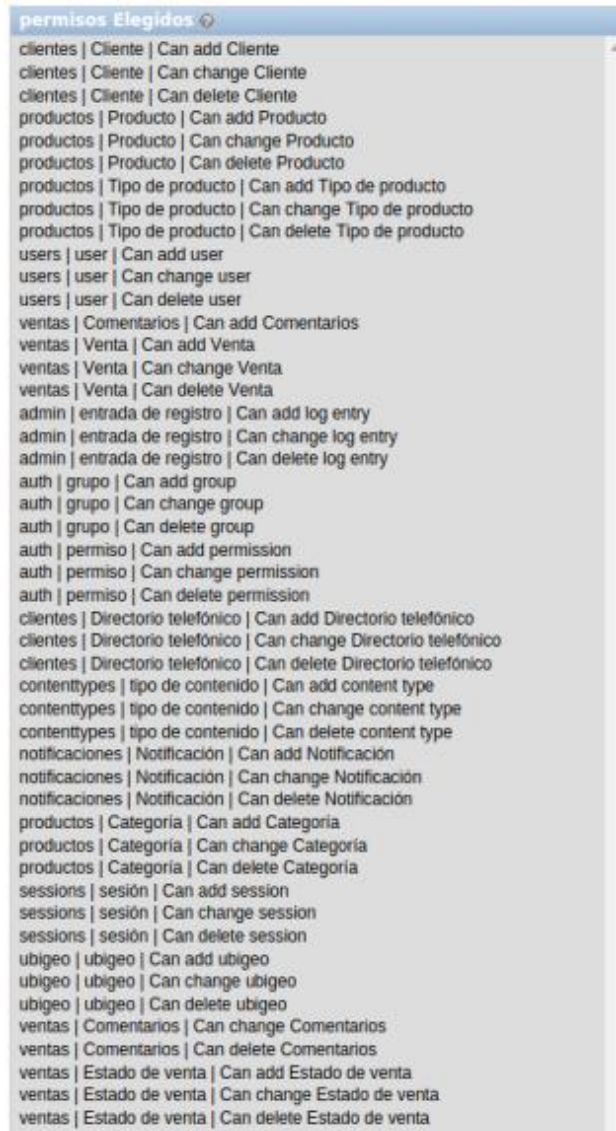 permisos Elegidos
clientes | Cliente | Can add Cliente
clientes | Cliente | Can change Cliente
clientes | Cliente | Can delete Cliente
productos | Producto | Can add Producto
productos | Producto | Can change Producto
productos | Producto | Can delete Producto
productos | Tipo de producto | Can add Tipo de producto
productos | Tipo de producto | Can change Tipo de producto
productos | Tipo de producto | Can delete Tipo de producto
users | user | Can add user
users | user | Can change user
users | user | Can delete user
ventas | Comentarios | Can add Comentarios
ventas | Venta | Can add Venta
ventas | Venta | Can change Venta
ventas | Venta | Can delete Venta
admin | entrada de registro | Can add log entry
admin | entrada de registro | Can change log entry
admin | entrada de registro | Can delete log entry
auth | grupo | Can add group
auth | grupo | Can change group
auth | grupo | Can delete group
auth | permiso | Can add permission
auth | permiso | Can change permission
auth | permiso | Can delete permission
clientes | Directorio telefónico | Can add Directorio telefónico
clientes | Directorio telefónico | Can change Directorio telefónico
clientes | Directorio telefónico | Can delete Directorio telefónico
contenttypes | tipo de contenido | Can add content type
contenttypes | tipo de contenido | Can change content type
contenttypes | tipo de contenido | Can delete content type
notificaciones | Notificación | Can add Notificación
notificaciones | Notificación | Can change Notificación
notificaciones | Notificación | Can delete Notificación
productos | Categoría | Can add Categoría
productos | Categoría | Can change Categoría
productos | Categoría | Can delete Categoría
sessions | sesión | Can add session
sessions | sesión | Can change session
sessions | sesión | Can delete session
ubigeo | ubigeo | Can add ubigeo
ubigeo | ubigeo | Can change ubigeo
ubigeo | ubigeo | Can delete ubigeo
ventas | Comentarios | Can change Comentarios
ventas | Comentarios | Can delete Comentarios
ventas | Estado de venta | Can add Estado de venta
ventas | Estado de venta | Can change Estado de venta
ventas | Estado de venta | Can delete Estado de venta